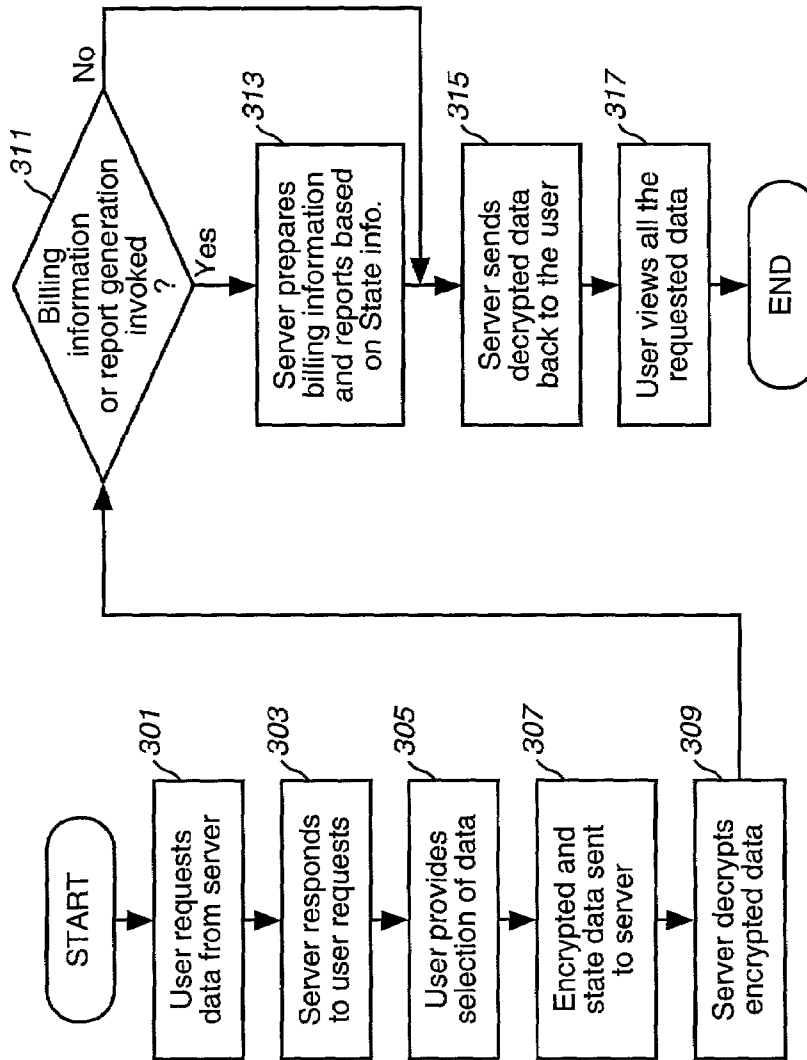 START
301
User requests
data from server
303
Server responds
to user requests
305
User provides
selection of data
307
Encrypted and
state data sent
to server
309
Server decrypts
encrypted data
311
Billing
information
or report generation
invoked
?
No
Yes
313
Server prepares
billing information
and reports based
on State info.
315
Server sends
decrypted data
back to the user
317
User views all the
requested data
END